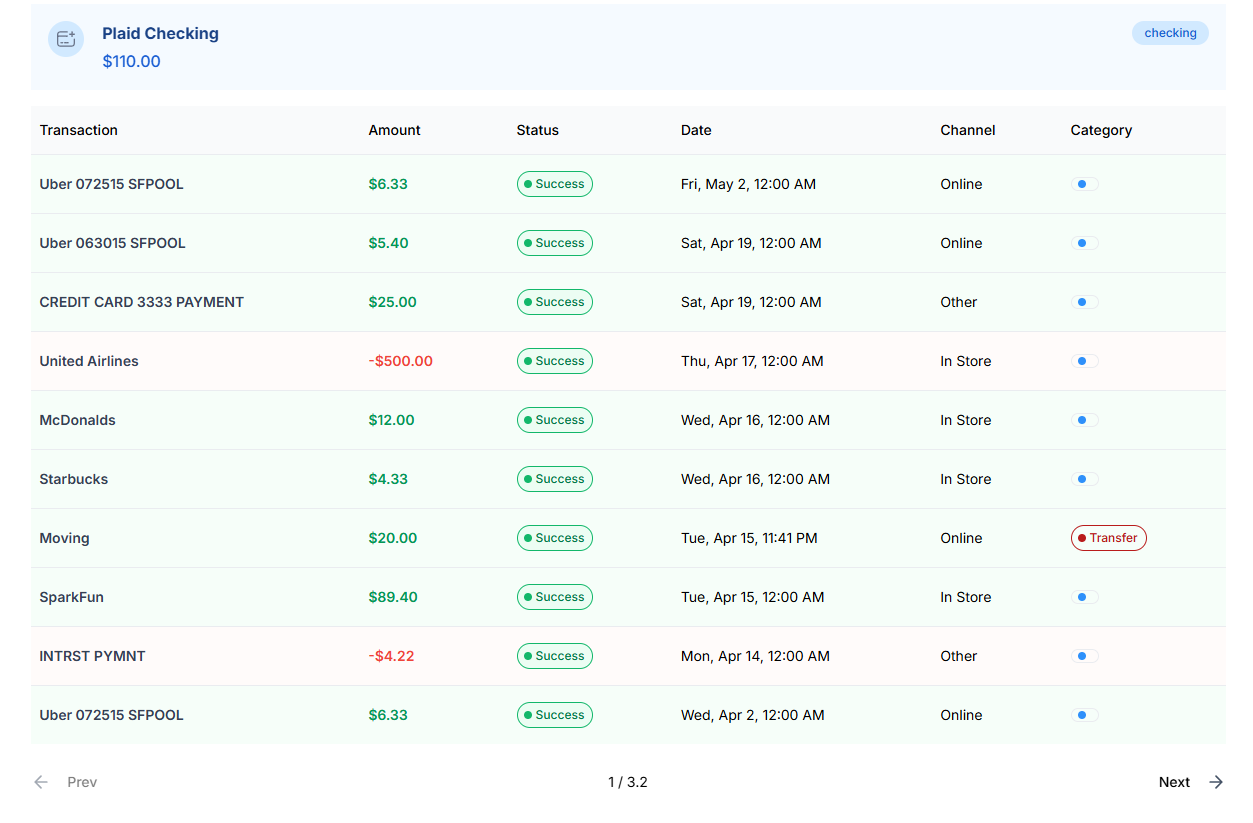 Plaid Checking
checking
$110.00
Transaction Amount Status Date Channel Category
Uber 072515 SFPOOL $6.33 Success Fri, May 2, 12:00 AM Online
Uber 063015 SFPOOL $5.40 Success Sat, Apr 19, 12:00 AM Online
CREDIT CARD 3333 PAYMENT $25.00 Success Sat, Apr 19, 12:00 AM Other
United Airlines -$500.00 Success Thu, Apr 17, 12:00 AM In Store
McDonalds $12.00 Success Wed, Apr 16, 12:00 AM In Store
Starbucks $4.33 Success Wed, Apr 16, 12:00 AM In Store
Moving $20.00 Success Tue, Apr 15, 11:41 PM Online Transfer
SparkFun $89.40 Success Tue, Apr 15, 12:00 AM In Store
INTRST PYMNT -$4.22 Success Mon, Apr 14, 12:00 AM Other
Uber 072515 SFPOOL $6.33 Success Wed, Apr 2, 12:00 AM Online
Prev 1 / 3.2 Next